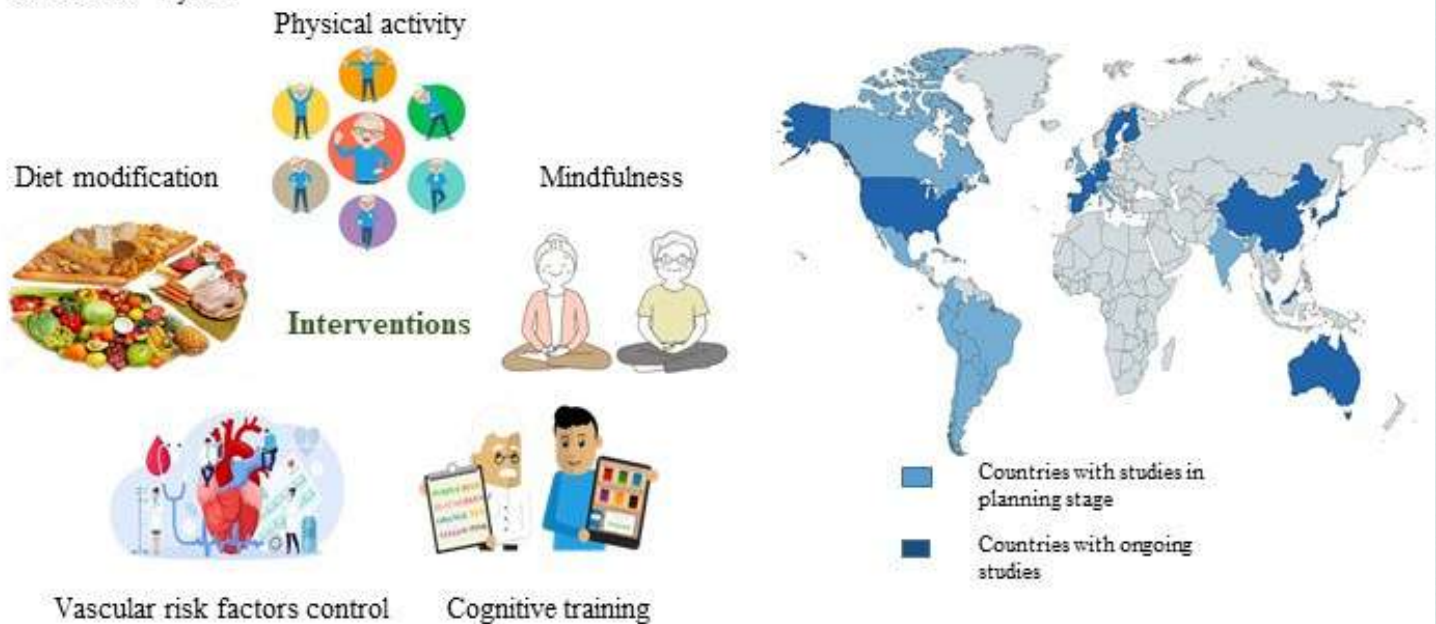 Physical activity
Diet modification
Mindfulness
Interventions
Vascular risk factors control
Cognitive training
Countries with studies in
planning stage
Countries with ongoing
studies